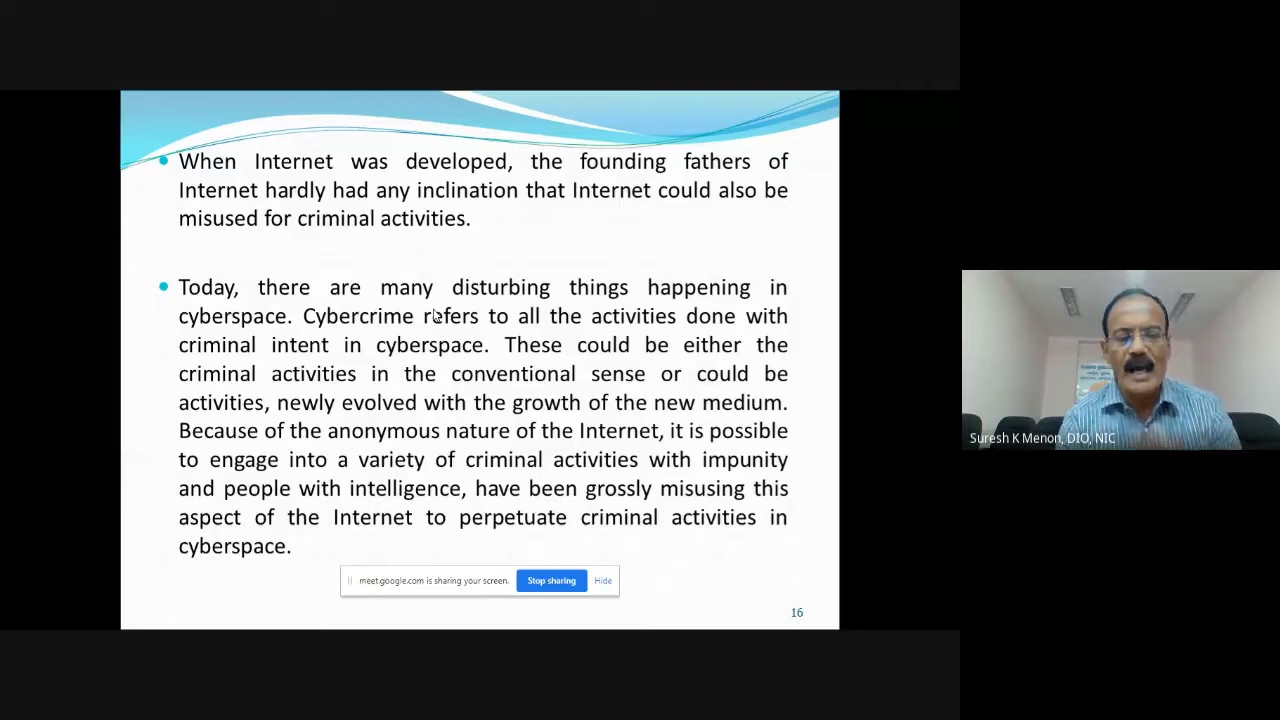 When Internet was developed, the founding fathers of
Internet hardly had any inclination that Internet could also be
misused for criminal activities.
Today, there are many disturbing things happening in
cyberspace. Cybercrime refers to all the activities done with
criminal intent in cyberspace. These could be either the
criminal activities in the conventional sense or could be
activities, newly evolved with the growth of the new medium.
Because of the anonymous nature of the Internet, it is possible
to engage into a variety of criminal activities with impunity
and people with intelligence, have been grossly misusing this
aspect of the Internet to perpetuate criminal activities in
cyberspace.
meet.google.com is sharing your screen. Stop sharing Hide
16
Suresh K Menon, DIO, NIC